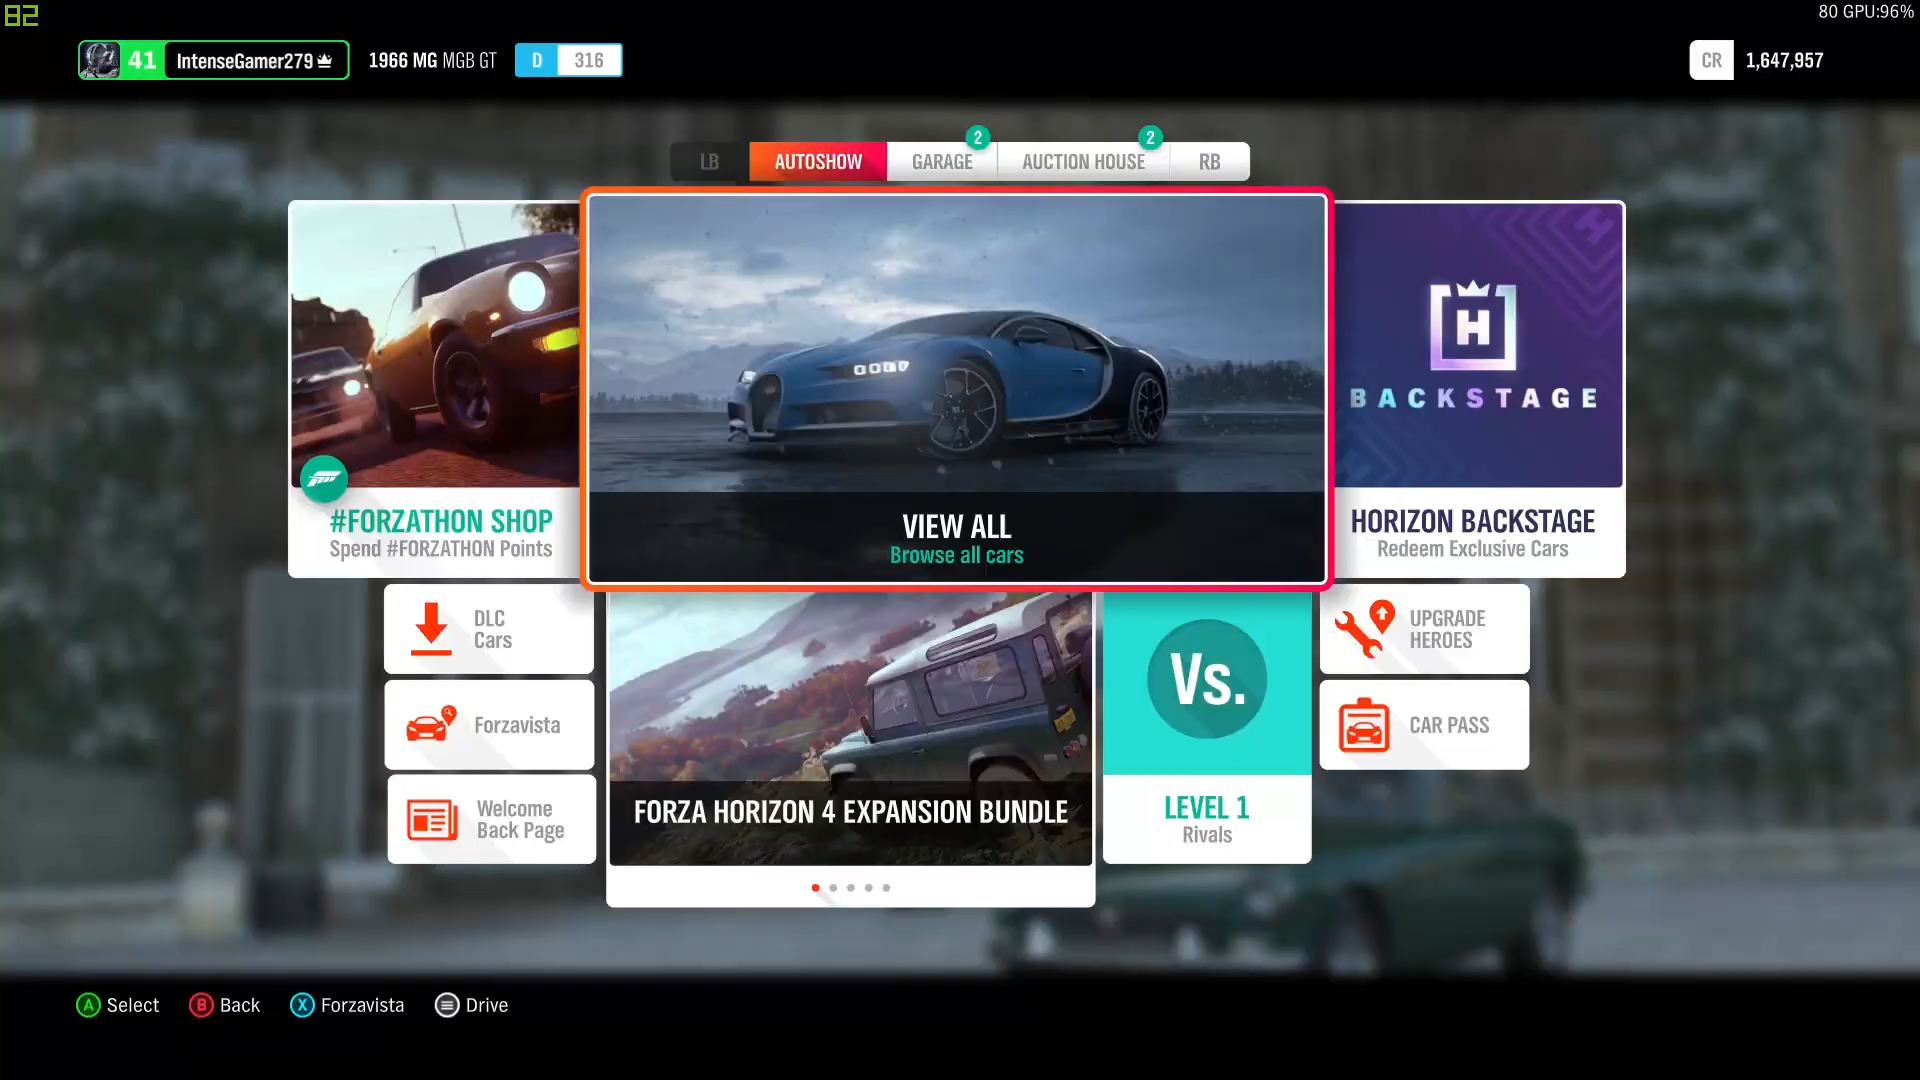 82
80 GPU:96%
41 IntenseGamer279
1966 MG MGB GT
D 316
CR 1,647,957
2
2
LB AUTOSHOW GARAGE AUCTION HOUSE RB
#FORZATHON SHOP
Spend #FORZATHON Points
VIEW ALL
Browse all cars
H
BACKSTAGE
HORIZON BACKSTAGE
Redeem Exclusive Cars
DLC
Cars
Forzavista
Welcome
Back Page
FORZA HORIZON 4 EXPANSION BUNDLE
Vs.
LEVEL 1
Rivals
UPGRADE
HEROES
CAR PASS
A Select B Back X Forzavista Drive